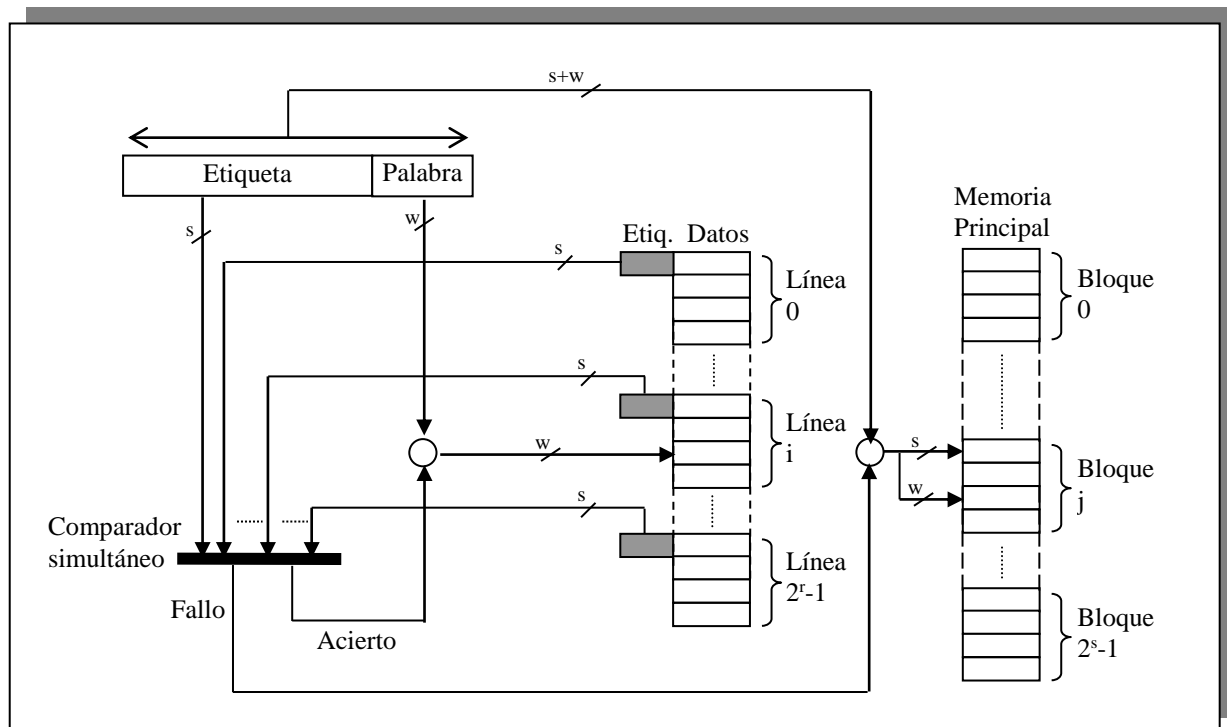 s+w
Etiqueta
Palabra
s
w
Memoria
Principal
Etiq.
Datos
s
Línea
0
Bloque
0
s
Línea
i
w
s
w
Bloque
j
s
Comparador
simultáneo
Línea
2ʳ-1
Fallo
Acierto
Bloque
2ˢ-1